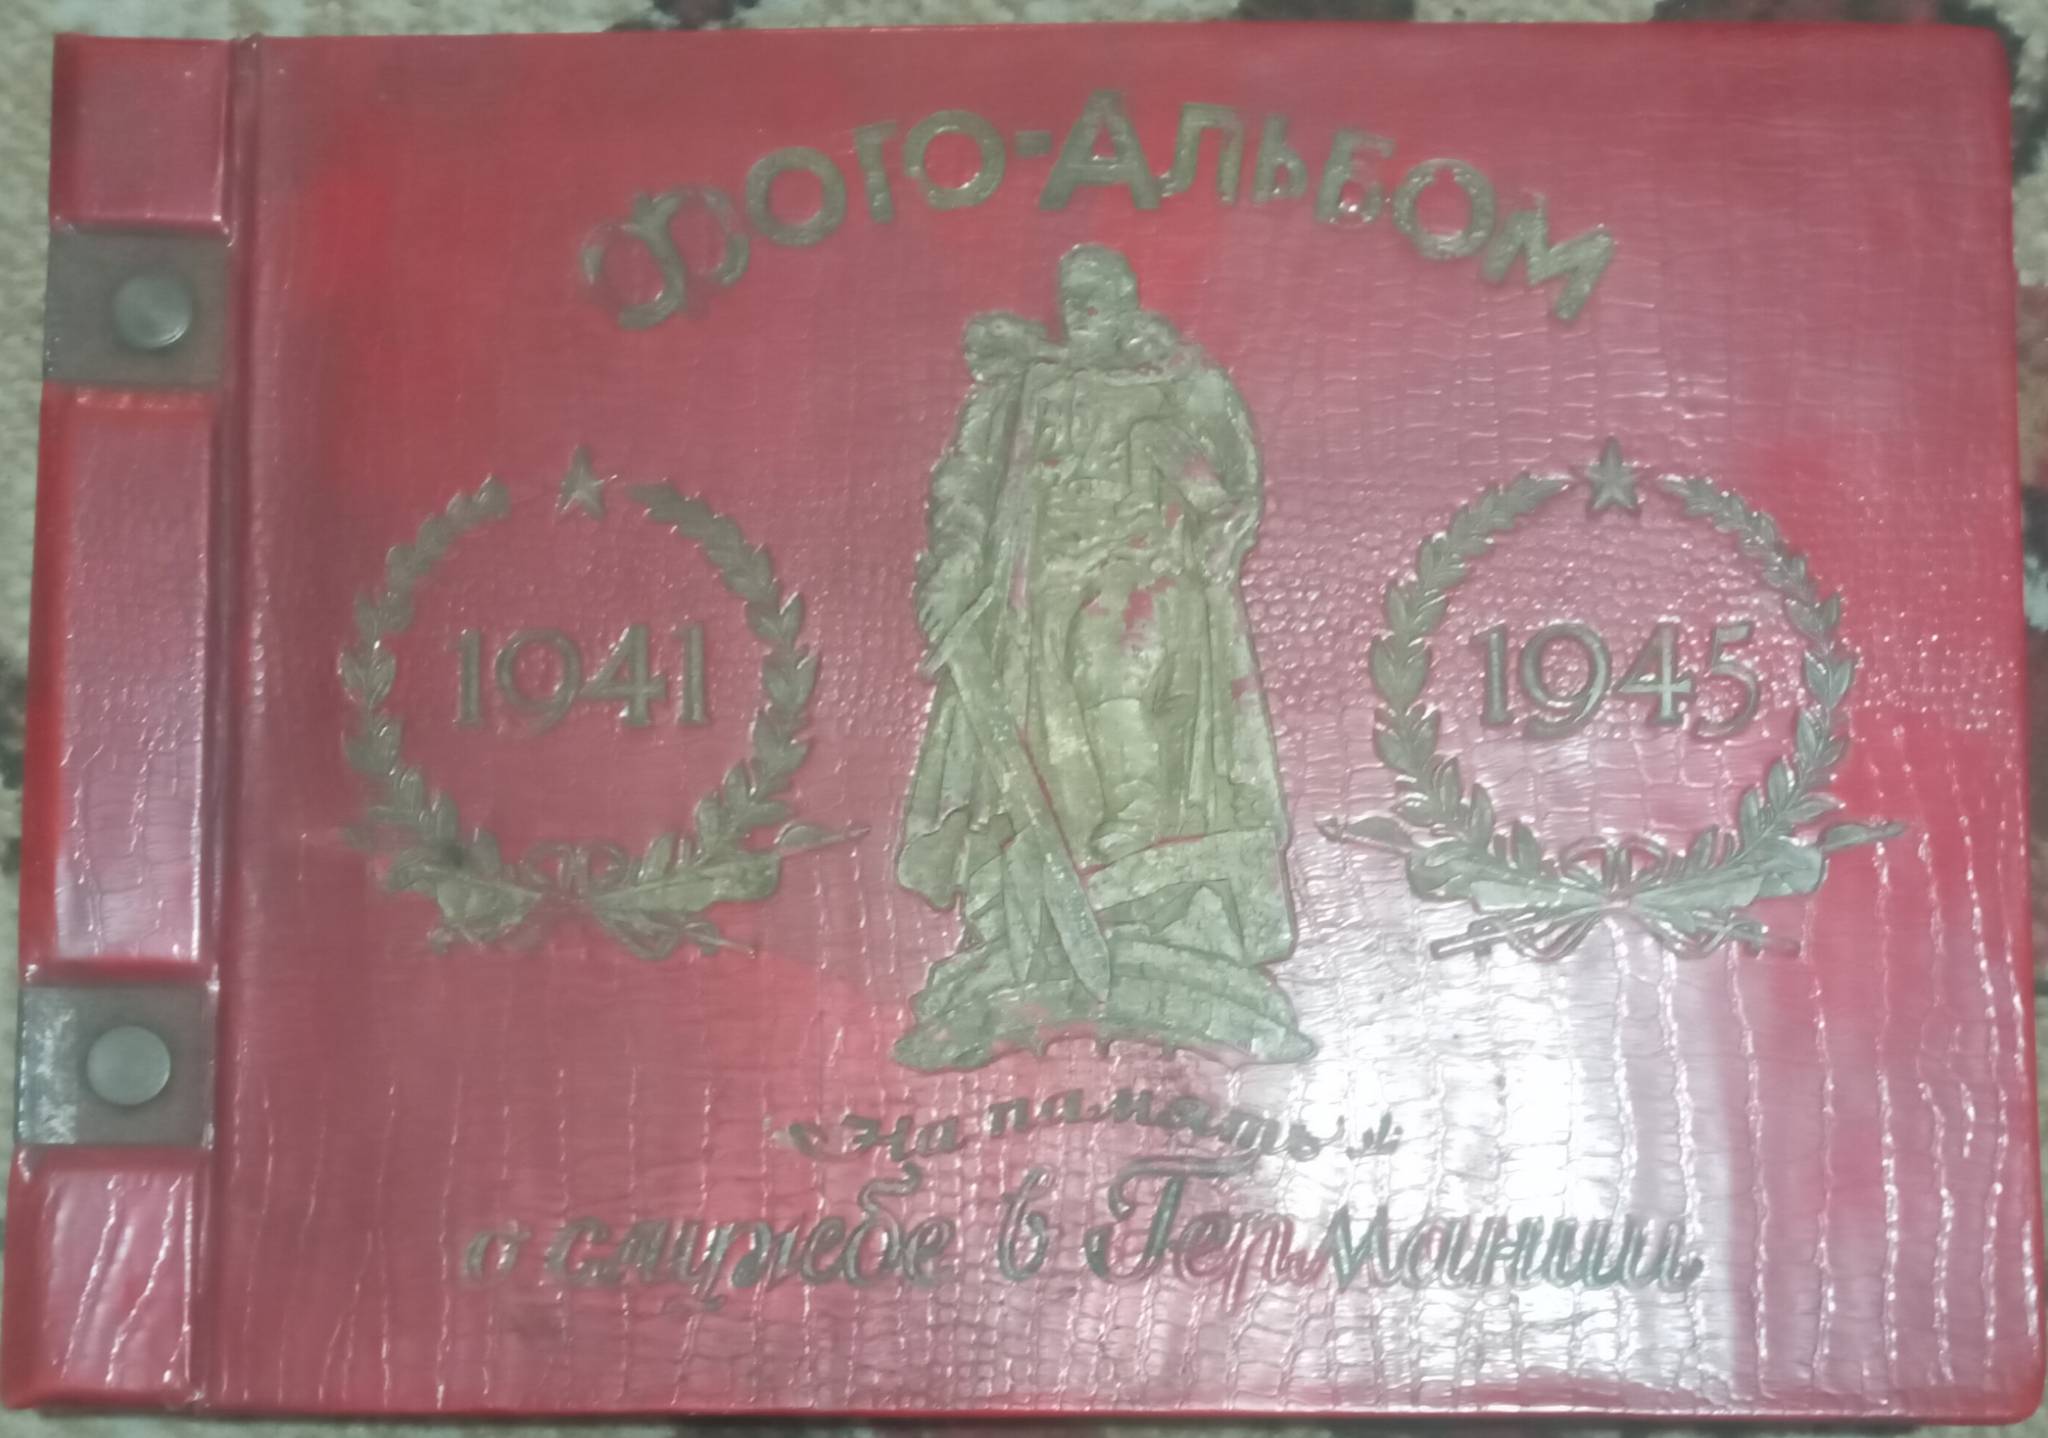 Фото-Альбом
1941
1945
На память
о службе в Германии